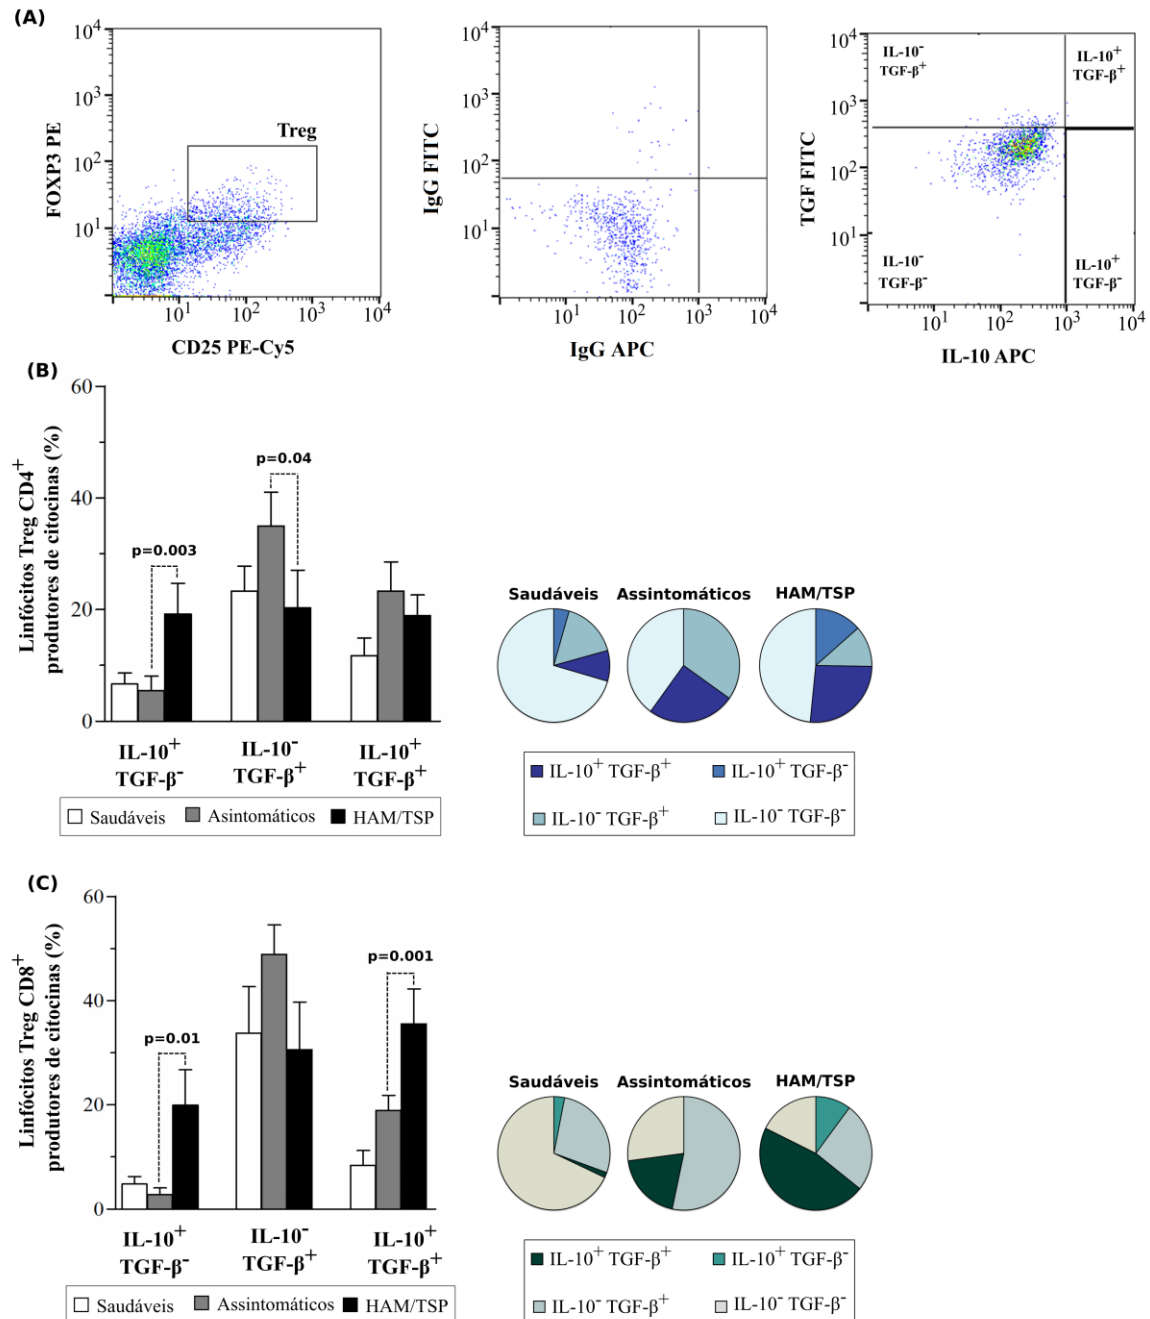 (A)
10⁴
10³
10²
10¹
FOXP3 PE
Treg
10¹
10²
10³
10⁴
CD25 PE-Cy5
10⁴
10³
10²
10¹
IgG FITC
10¹
10²
10³
10⁴
IgG APC
10⁴
10³
10²
10¹
TGF FITC
IL-10⁻
TGF-β⁺
IL-10⁺
TGF-β⁺
IL-10⁻
TGF-β⁻
IL-10⁺
TGF-β⁻
10¹
10²
10³
10⁴
IL-10 APC
(B)
Linfócitos Treg CD4⁺
produtores de citocinas (%)
60
40
20
0
p=0.003
p=0.04
IL-10⁺
TGF-β⁻
IL-10⁻
TGF-β⁺
IL-10⁺
TGF-β⁺
Saudáveis Asintomáticos HAM/TSP
Saudáveis Assintomáticos HAM/TSP
IL-10⁺ TGF-β⁺ IL-10⁺ TGF-β⁻
IL-10⁻ TGF-β⁺ IL-10⁻ TGF-β⁻
(C)
Linfócitos Treg CD8⁺
produtores de citocinas (%)
60
40
20
0
p=0.01
p=0.001
IL-10⁺
TGF-β⁻
IL-10⁻
TGF-β⁺
IL-10⁺
TGF-β⁺
Saudáveis Assintomáticos HAM/TSP
Saudáveis Assintomáticos HAM/TSP
IL-10⁺ TGF-β⁺ IL-10⁺ TGF-β⁻
IL-10⁻ TGF-β⁺ IL-10⁻ TGF-β⁻